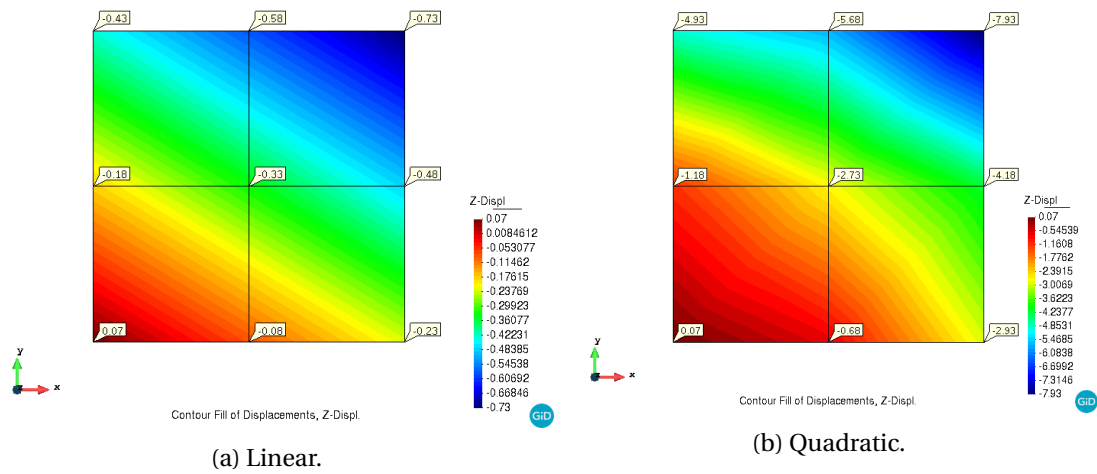 -0.43 -0.58 -0.73
-0.18 -0.33 -0.48
0.07 -0.08 -0.23
Z-Displ
0.07
0.0084612
-0.053077
-0.11462
-0.17615
-0.23769
-0.29923
-0.36077
-0.42231
-0.48385
-0.54538
-0.60692
-0.66846
-0.73
y
z
x
Contour Fill of Displacements, Z-Displ.
GiD
(a) Linear.
-4.93 -5.68 -7.93
-1.18 -2.73 -4.18
0.07 -0.68 -2.93
Z-Displ
0.07
-0.54539
-1.1608
-1.7762
-2.3915
-3.0069
-3.6223
-4.2377
-4.8531
-5.4685
-6.0838
-6.6992
-7.3146
-7.93
y
z
x
Contour Fill of Displacements, Z-Displ.
GiD
(b) Quadratic.